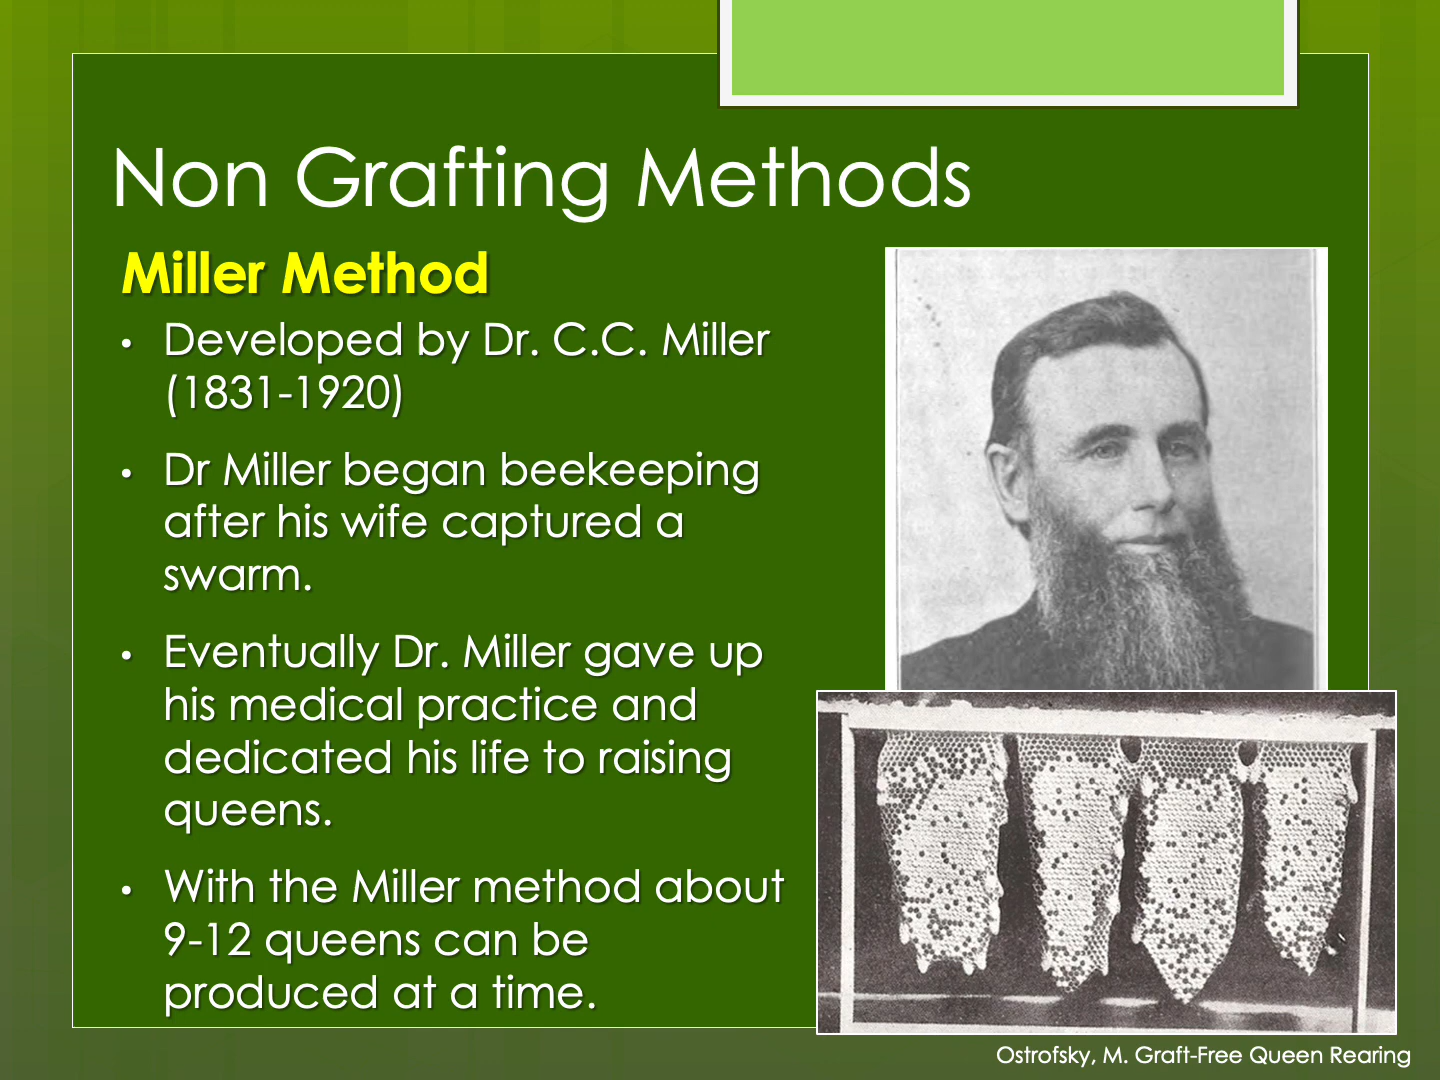 Non Grafting Methods
Miller Method
• Developed by Dr. C.C. Miller
(1831-1920)
• Dr Miller began beekeeping
after his wife captured a
swarm.
• Eventually Dr. Miller gave up
his medical practice and
dedicated his life to raising
queens.
• With the Miller method about
9-12 queens can be
produced at a time.
Ostrofsky, M. Graft-Free Queen Rearing